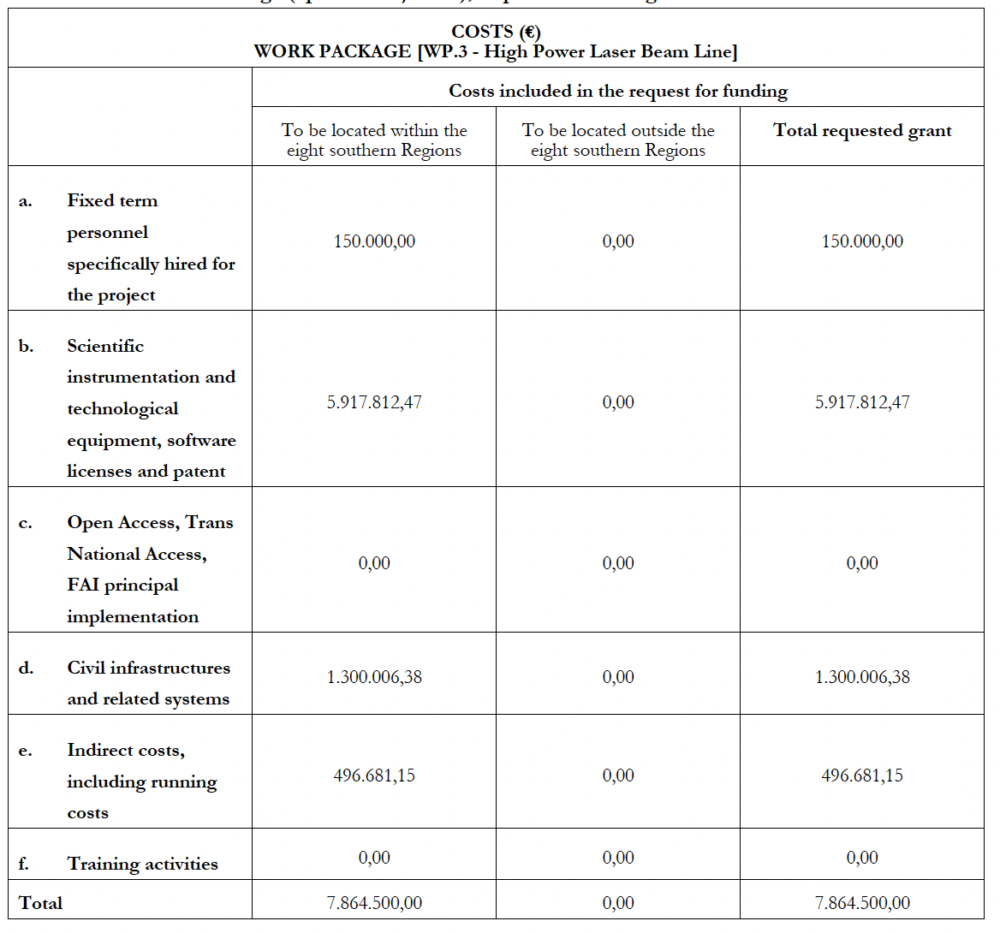 COSTS (€)
WORK PACKAGE [WP.3 - High Power Laser Beam Line]
Costs included in the request for funding
To be located within the
eight southern Regions
To be located outside the
eight southern Regions
Total requested grant
a. Fixed term
personnel
specifically hired for
the project
150.000,00
0,00
150.000,00
b. Scientific
instrumentation and
technological
equipment, software
licenses and patent
5.917.812,47
0,00
5.917.812,47
c. Open Access, Trans
National Access,
FAI principal
implementation
0,00
0,00
0,00
d. Civil infrastructures
and related systems
1.300.006,38
0,00
1.300.006,38
e. Indirect costs,
including running
costs
496.681,15
0,00
496.681,15
f. Training activities
0,00
0,00
0,00
Total
7.864.500,00
0,00
7.864.500,00